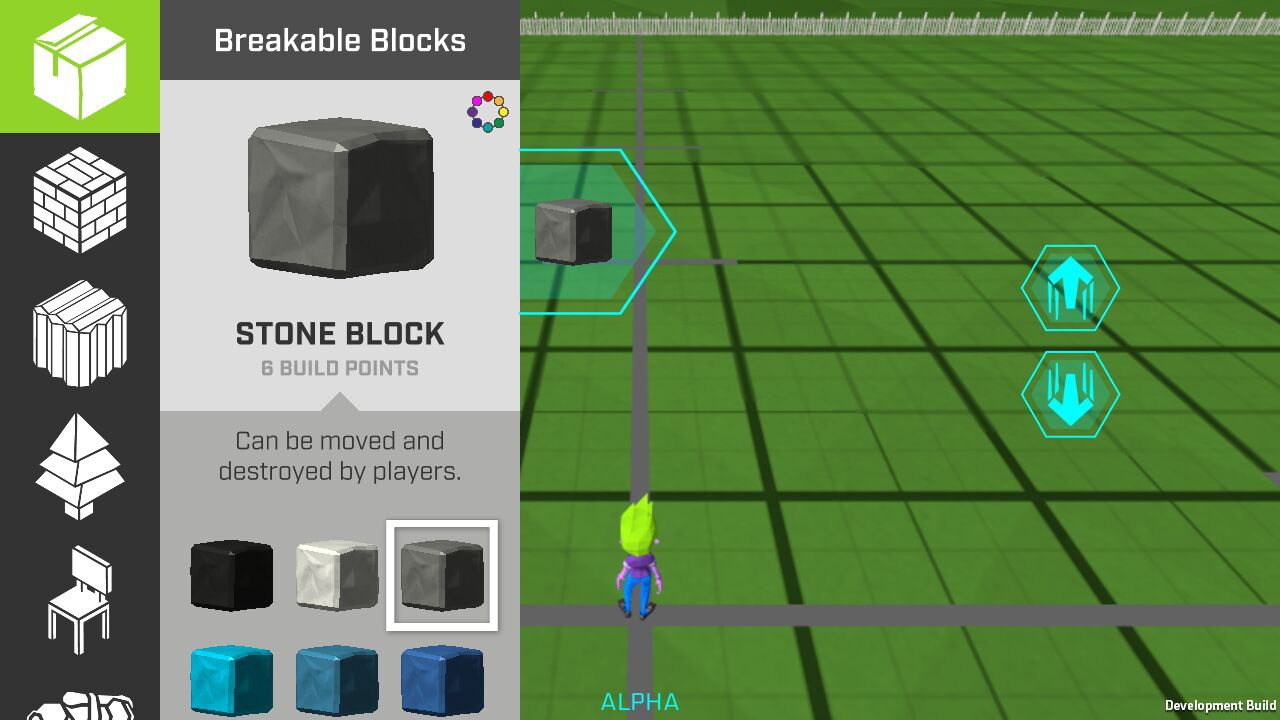 Breakable Blocks
STONE BLOCK
6 BUILD POINTS
Can be moved and
destroyed by players.
ALPHA
Development Build